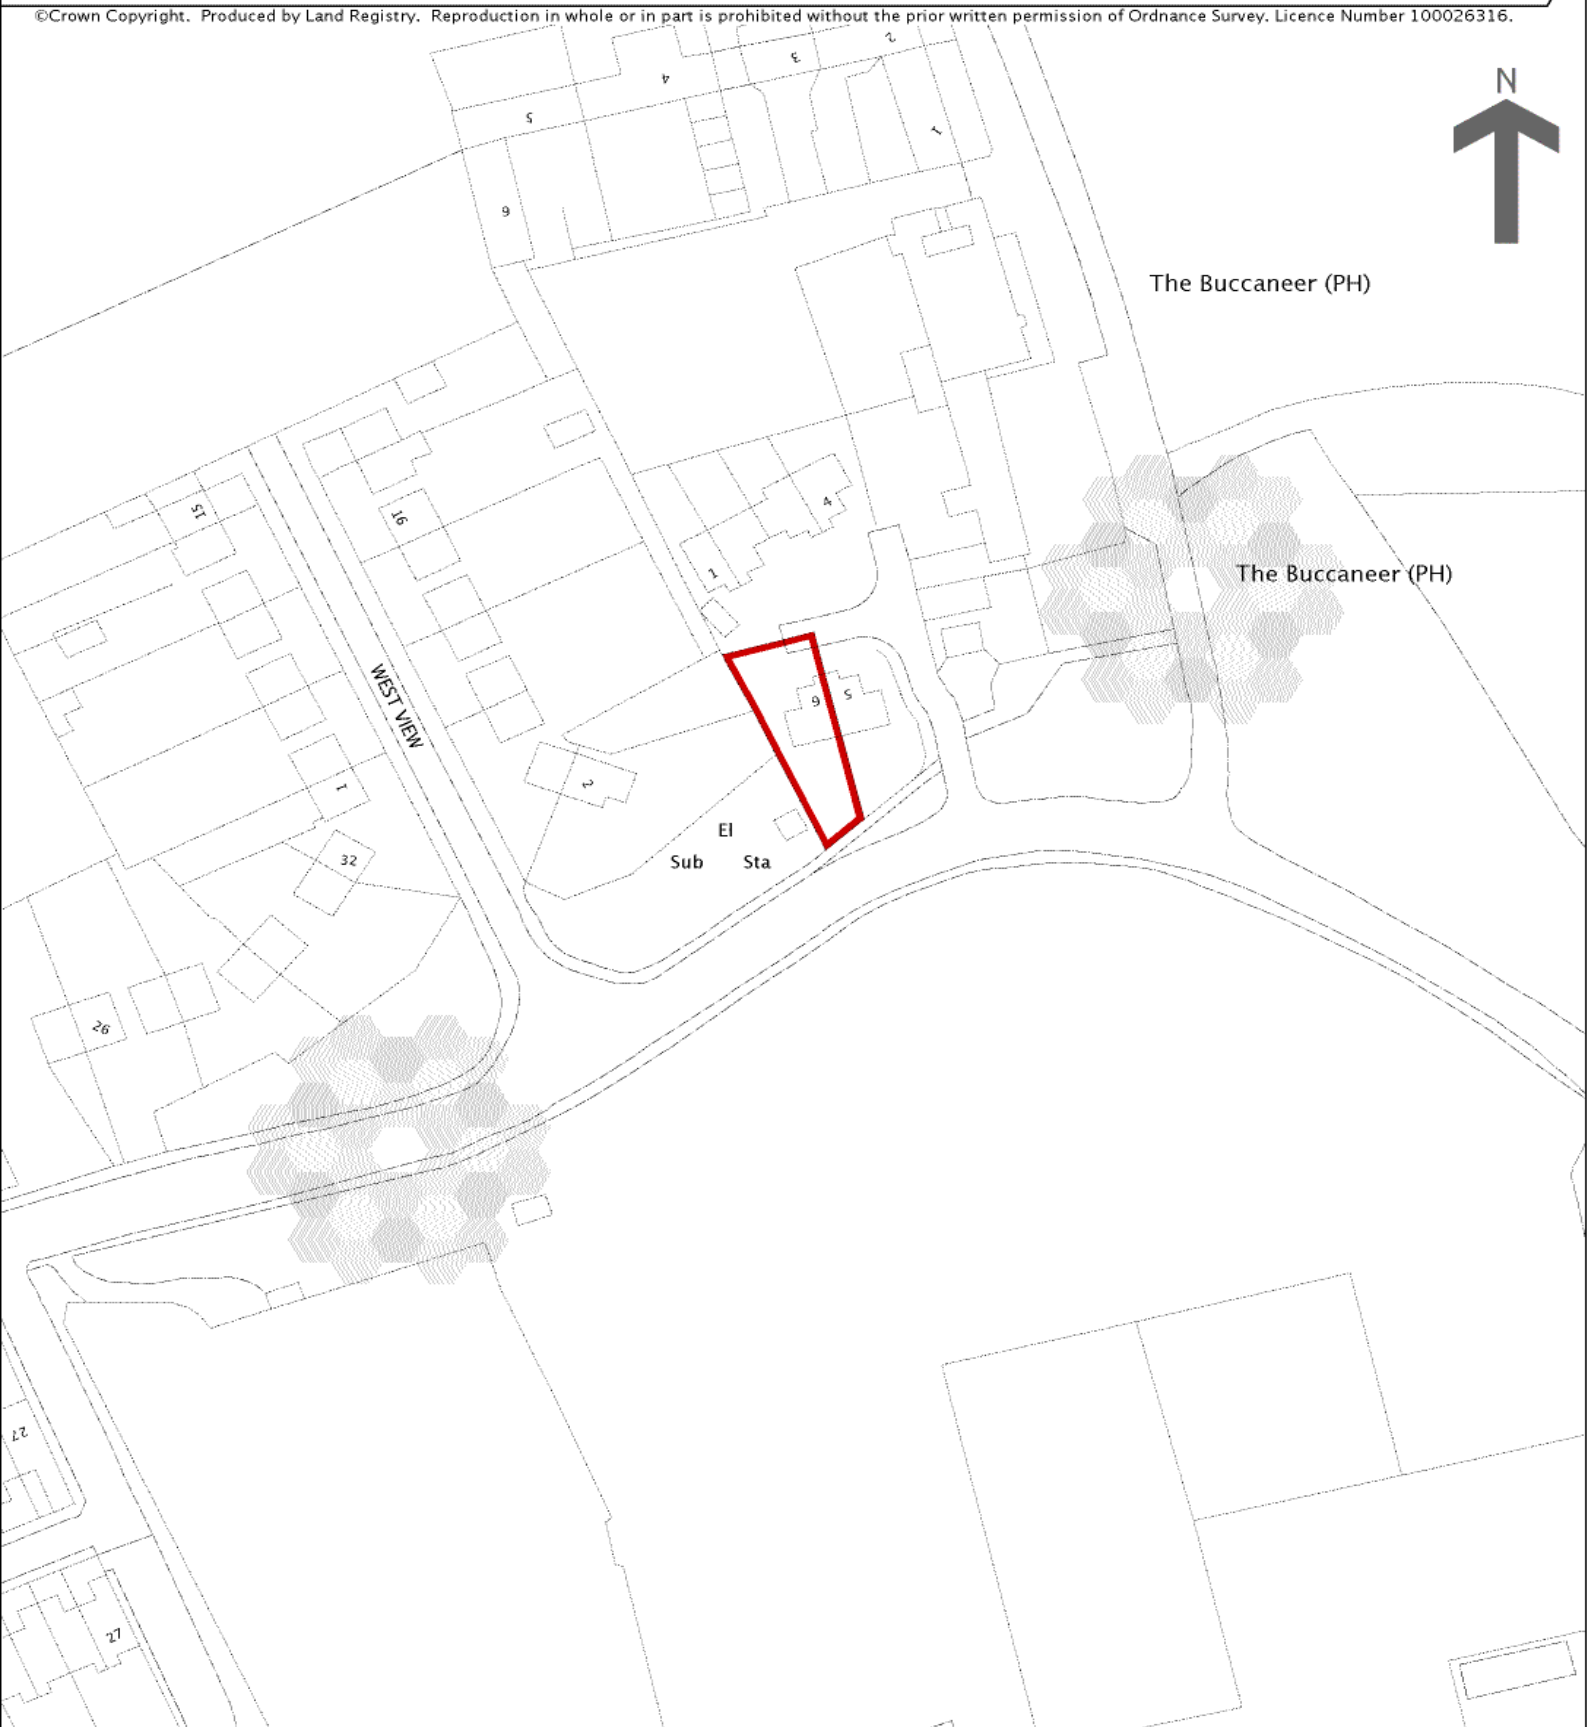 ©Crown Copyright. Produced by Land Registry. Reproduction in whole or in part is prohibited without the prior written permission of Ordnance Survey. Licence Number 100026316.
2
3
4
5
1
N
6
The Buccaneer (PH)
15
16
4
1
The Buccaneer (PH)
WEST VIEW
6
5
2
1
El
Sub Sta
32
26
27
27